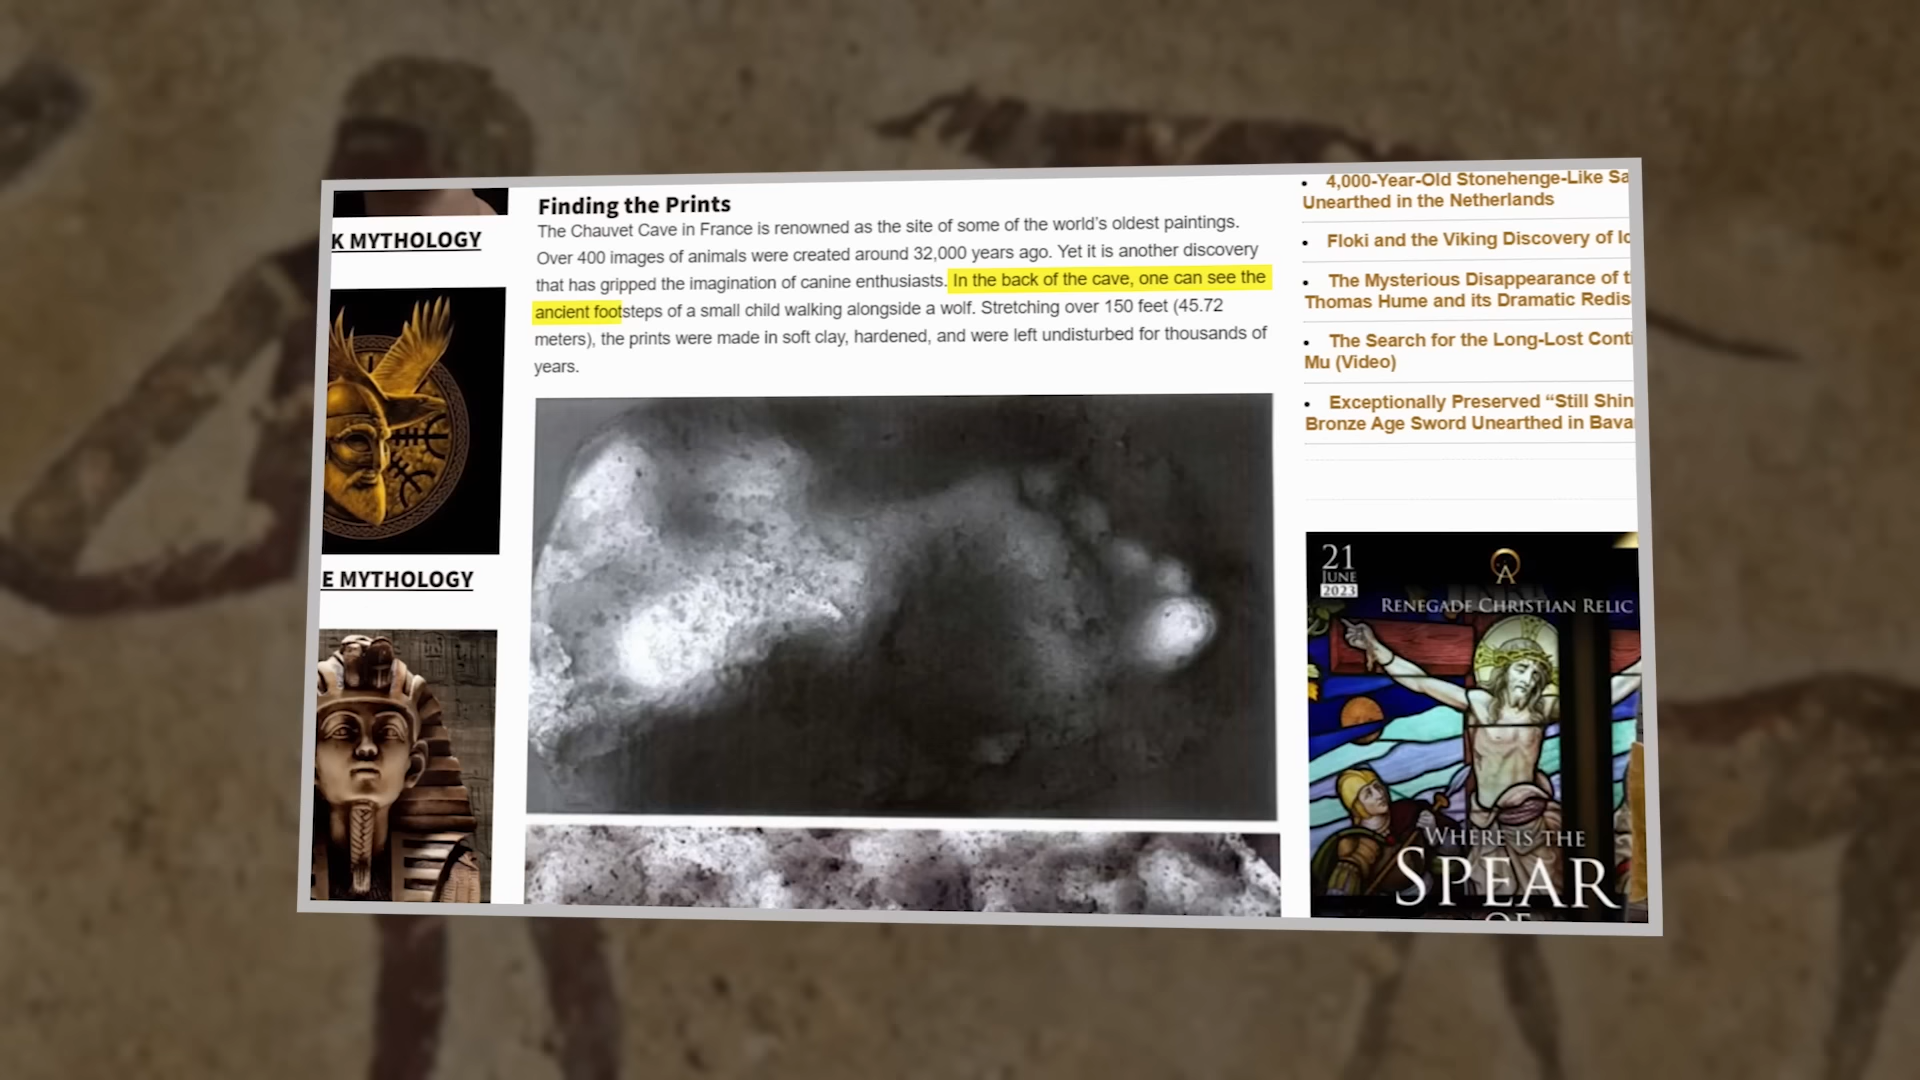 K MYTHOLOGY
E MYTHOLOGY
Finding the Prints
The Chauvet Cave in France is renowned as the site of some of the world's oldest paintings.
Over 400 images of animals were created around 32,000 years ago. Yet it is another discovery
that has gripped the imagination of canine enthusiasts. In the back of the cave, one can see the
ancient footsteps of a small child walking alongside a wolf. Stretching over 150 feet (45.72
meters), the prints were made in soft clay, hardened, and were left undisturbed for thousands of
years.
4,000-Year-Old Stonehenge-Like Sa
Unearthed in the Netherlands
Floki and the Viking Discovery of Ic
The Mysterious Disappearance of t
Thomas Hume and its Dramatic Redis
The Search for the Long-Lost Conti
Mu (Video)
Exceptionally Preserved “Still Shin
Bronze Age Sword Unearthed in Bava
21
JUNE
2023
RENEGADE CHRISTIAN RELIC
WHERE IS THE
SPEAR
OF